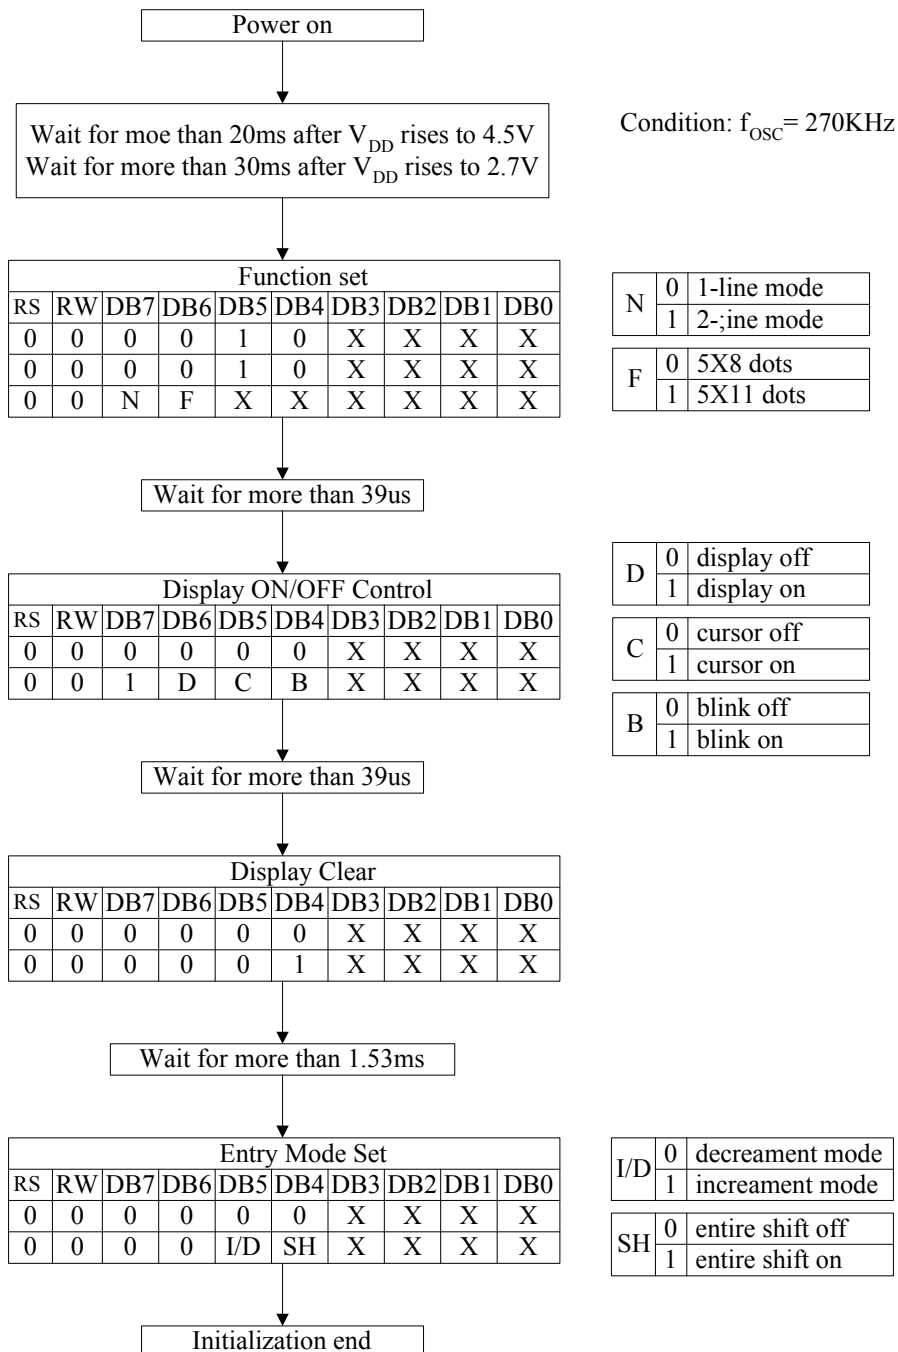 Power on
Wait for moe than 20ms after VDD rises to 4.5V
Wait for more than 30ms after VDD rises to 2.7V
Condition: fOSC= 270KHz
Function set
RS RW DB7 DB6 DB5 DB4 DB3 DB2 DB1 DB0
0 0 0 0 1 0 X X X X
0 0 0 0 1 0 X X X X
0 0 N F X X X X X X
N 0 1-line mode
1 2-;ine mode
F 0 5X8 dots
1 5X11 dots
Wait for more than 39us
Display ON/OFF Control
RS RW DB7 DB6 DB5 DB4 DB3 DB2 DB1 DB0
0 0 0 0 0 0 X X X X
0 0 1 D C B X X X X
D 0 display off
1 display on
C 0 cursor off
1 cursor on
B 0 blink off
1 blink on
Wait for more than 39us
Display Clear
RS RW DB7 DB6 DB5 DB4 DB3 DB2 DB1 DB0
0 0 0 0 0 0 X X X X
0 0 0 0 0 1 X X X X
Wait for more than 1.53ms
Entry Mode Set
RS RW DB7 DB6 DB5 DB4 DB3 DB2 DB1 DB0
0 0 0 0 0 0 X X X X
0 0 0 0 I/D SH X X X X
I/D 0 decreament mode
1 increament mode
SH 0 entire shift off
1 entire shift on
Initialization end